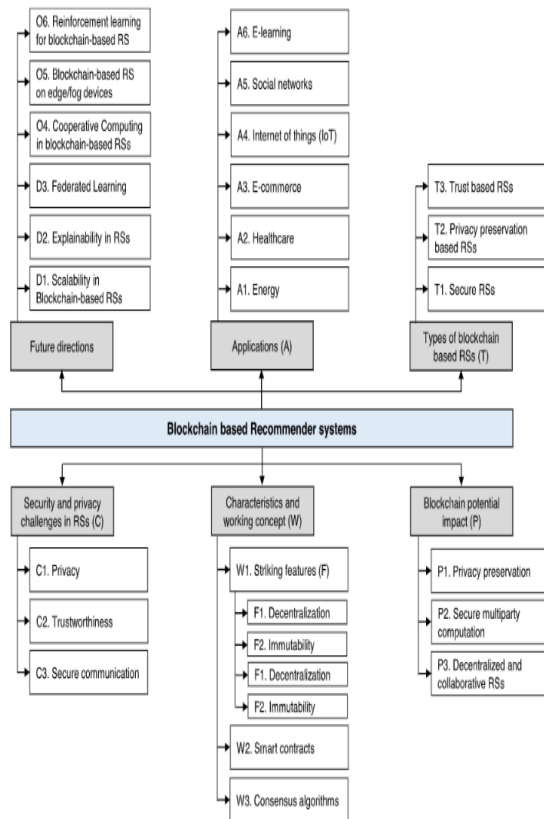 O6. Reinforcement learning
for blockchain-based RS
O5. Blockchain-based RS
on edge/fog devices
O4. Cooperative Computing
in blockchain-based RSs
D3. Federated Learning
D2. Explainability in RSs
D1. Scalability in
Blockchain-based RSs
Future directions
A6. E-learning
A5. Social networks
A4. Internet of things (IoT)
A3. E-commerce
A2. Healthcare
A1. Energy
Applications (A)
T3. Trust based RSs
T2. Privacy preservation
based RSs
T1. Secure RSs
Types of blockchain
based RSs (T)
Blockchain based Recommender systems
Security and privacy
challenges in RSs (C)
C1. Privacy
C2. Trustworthiness
C3. Secure communication
Characteristics and
working concept (W)
W1. Striking features (F)
F1. Decentralization
F2. Immutability
F1. Decentralization
F2. Immutability
W2. Smart contracts
W3. Consensus algorithms
Blockchain potential
impact (P)
P1. Privacy preservation
P2. Secure multiparty
computation
P3. Decentralized and
collaborative RSs